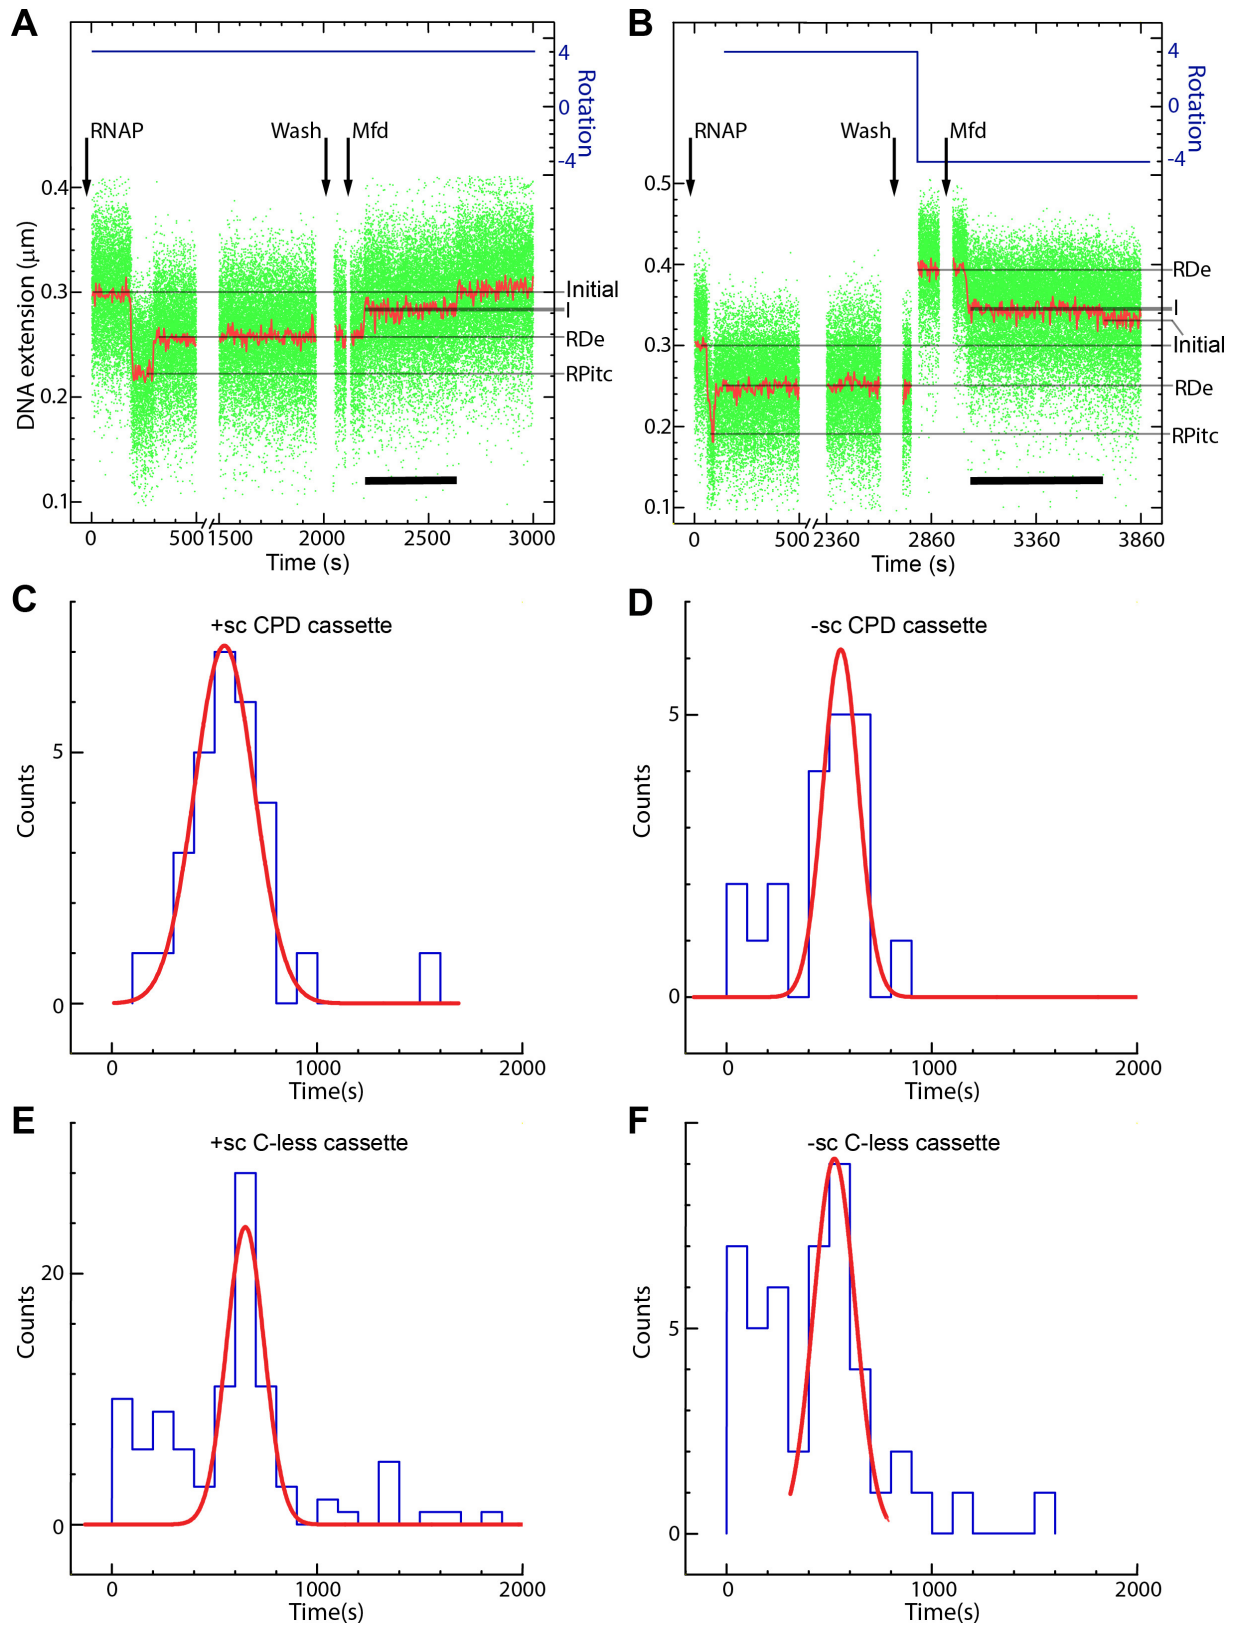 A
4
0
-4
Rotation
RNAP
Wash
Mfd
0.4
0.3
0.2
0.1
DNA extension (μm)
Initial
I
RDe
RPitc
0
500
1500
2000
2500
3000
Time (s)
B
4
0
-4
Rotation
RNAP
Wash
Mfd
0.5
0.4
0.3
0.2
0.1
RDe
I
Initial
RDe
RPitc
0
500
2360
2860
3360
3860
Time (s)
C
+sc CPD cassette
5
0
Counts
0
1000
2000
Time(s)
D
-sc CPD cassette
5
0
Counts
0
1000
2000
Time(s)
E
+sc C-less cassette
20
0
Counts
0
1000
2000
Time(s)
F
-sc C-less cassette
5
0
Counts
0
1000
2000
Time(s)